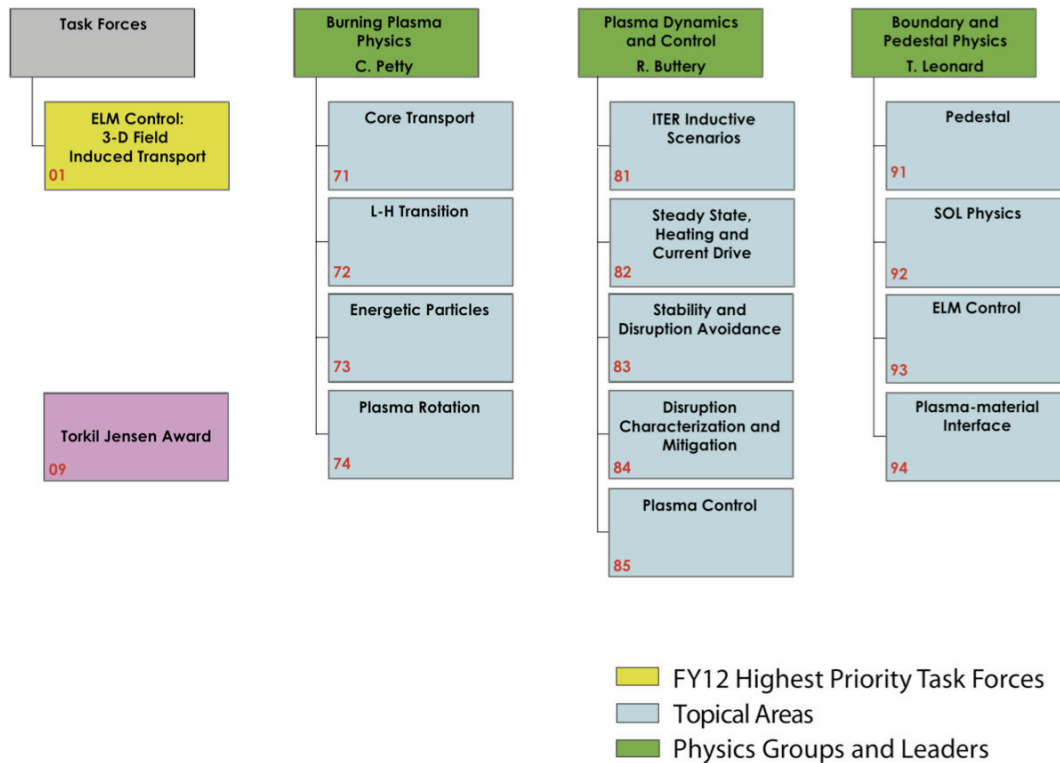 Task Forces
ELM Control:
3-D Field
Induced Transport
01
Torkil Jensen Award
09
Burning Plasma
Physics
C. Petty
Core Transport
71
L-H Transition
72
Energetic Particles
73
Plasma Rotation
74
Plasma Dynamics
and Control
R. Buttery
ITER Inductive
Scenarios
81
Steady State,
Heating and
Current Drive
82
Stability and
Disruption Avoidance
83
Disruption
Characterization and
Mitigation
84
Plasma Control
85
Boundary and
Pedestal Physics
T. Leonard
Pedestal
91
SOL Physics
92
ELM Control
93
Plasma-material
Interface
94
FY12 Highest Priority Task Forces
Topical Areas
Physics Groups and Leaders